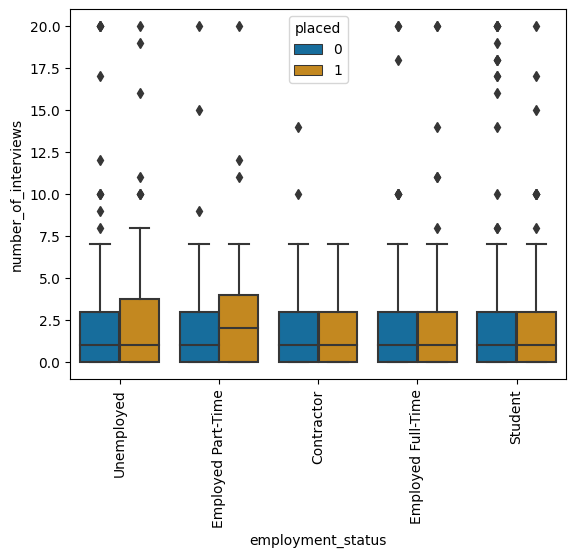 placed
0
1
20.0
17.5
15.0
12.5
10.0
7.5
5.0
2.5
0.0
number_of_interviews
Unemployed
Employed Part-Time
Contractor
Employed Full-Time
Student
employment_status